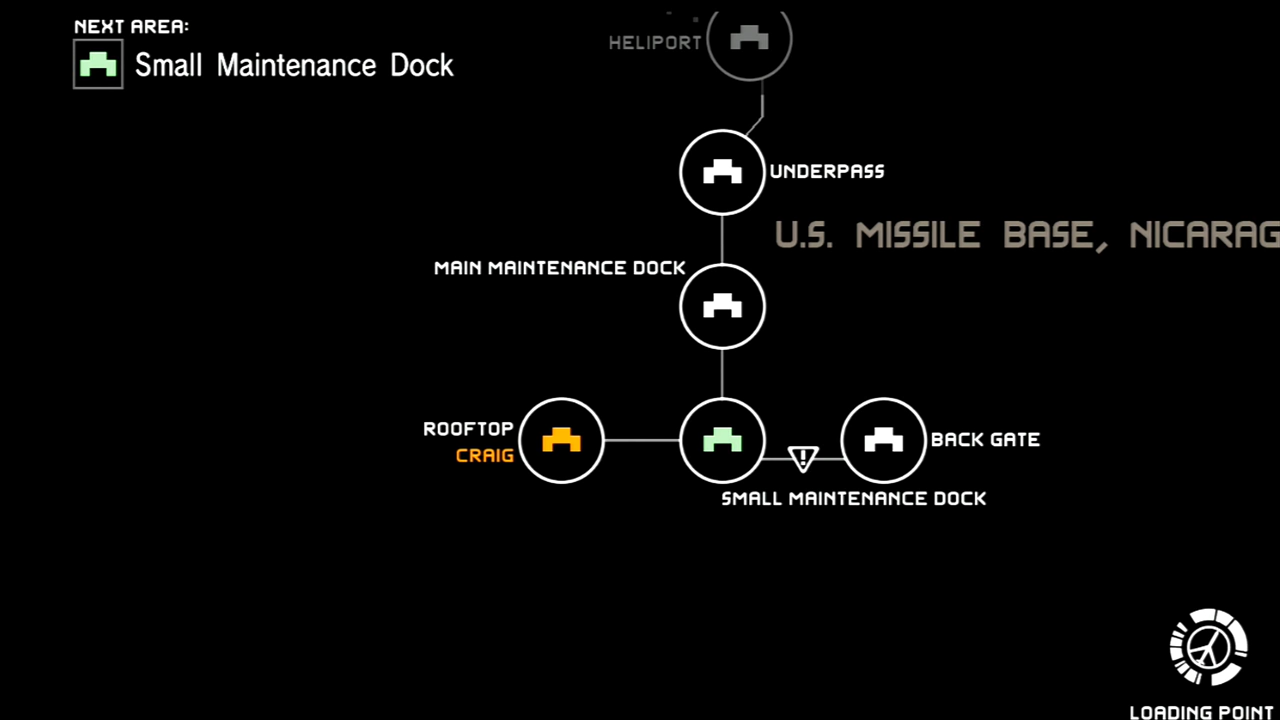 NEXT AREA:
Small Maintenance Dock
HELIPORT
UNDERPASS
U.S. MISSILE BASE, NICARAG
MAIN MAINTENANCE DOCK
ROOFTOP
CRAIG
BACK GATE
SMALL MAINTENANCE DOCK
LOADING POINT